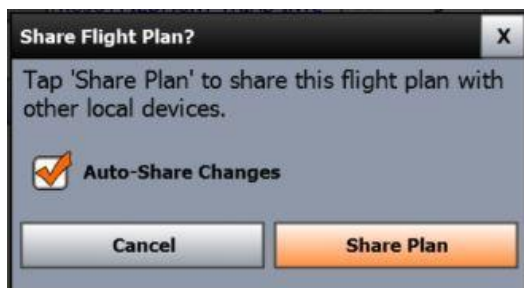 Share Flight Plan?
X
Tap 'Share Plan' to share this flight plan with
other local devices.
Auto-Share Changes
Cancel
Share Plan